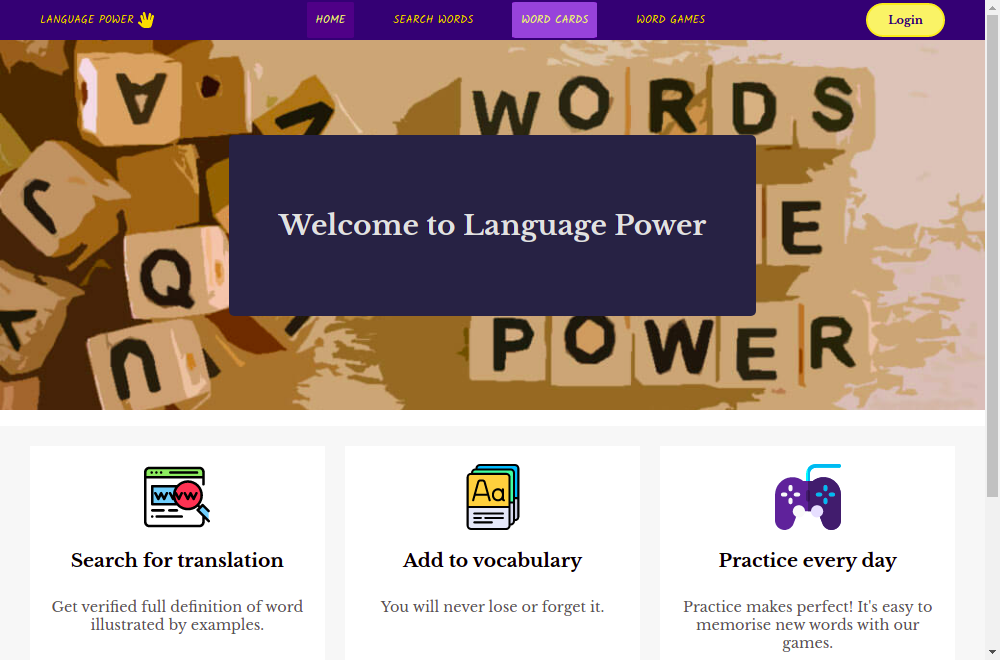 LANGUAGE POWER
HOME
SEARCH WORDS
WORD CARDS
WORD GAMES
Login
A
WORDS
Welcome to Language Power
E
Q
POWER
U
www
Aa
Search for translation
Add to vocabulary
Practice every day
Get verified full definition of word
illustrated by examples.
You will never lose or forget it.
Practice makes perfect! It's easy to
memorise new words with our
games.